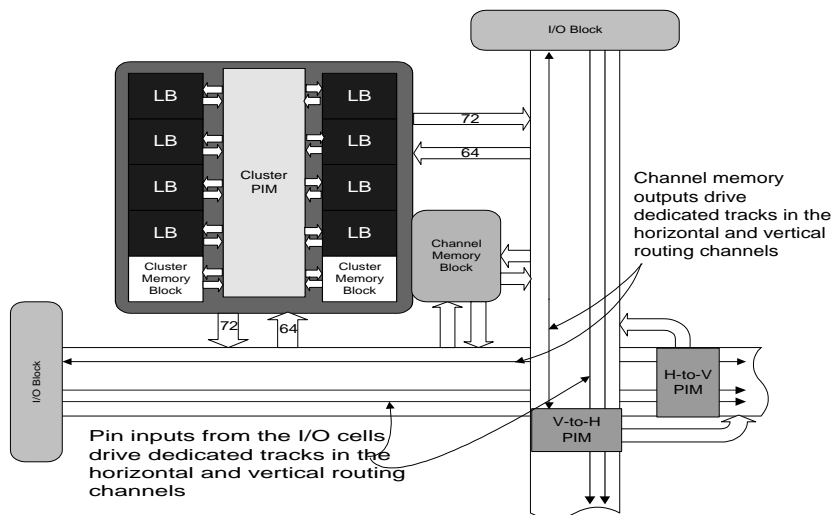 I/O Block
LB
LB
LB
LB
Cluster
Memory
Block
Cluster
PIM
LB
LB
LB
LB
Cluster
Memory
Block
72
64
Channel
Memory
Block
72
64
Channel memory
outputs drive
dedicated tracks in the
horizontal and vertical
routing channels
I/O Block
H-to-V
PIM
V-to-H
PIM
Pin inputs from the I/O cells
drive dedicated tracks in the
horizontal and vertical routing
channels